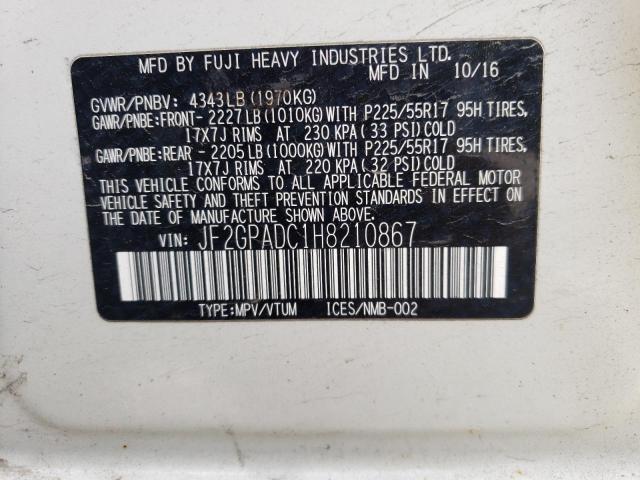 MFD BY FUJI HEAVY INDUSTRIES LTD.
MFD IN 10/16
GVWR/PNBV: 4343LB(1970KG)
GAWR/PNBE:FRONT- 2227LB(1010KG)WITH P225/55R17 95H TIRES,
17X7J RIMS AT 230 KPA(33 PSI)COLD
GAWR/PNBE:REAR - 2205LB(1000KG)WITH P225/55R17 95H TIRES,
17X7J RIMS AT 220 KPA(32 PSI)COLD
THIS VEHICLE CONFORMS TO ALL APPLICABLE FEDERAL MOTOR
VEHICLE SAFETY AND THEFT PREVENTION STANDARDS IN EFFECT ON
THE DATE OF MANUFACTURE SHOWN ABOVE.
VIN: JF2GPADC1H8210867
TYPE:MPV/VTUM ICES/NMB-002